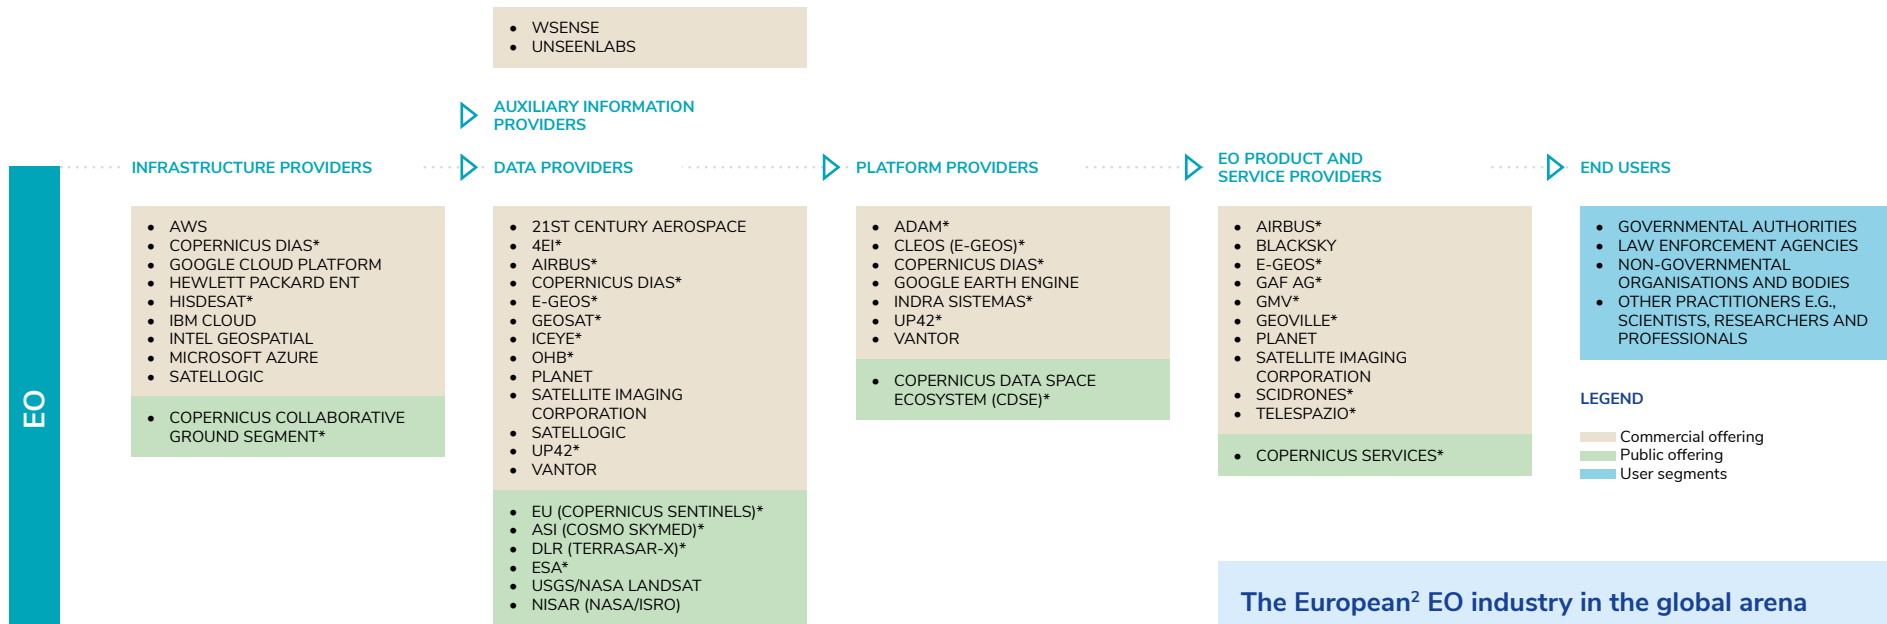 • WSENSE
• UNSEENLABS
AUXILIARY INFORMATION
PROVIDERS
EO
INFRASTRUCTURE PROVIDERS
• AWS
• COPERNICUS DIAS*
• GOOGLE CLOUD PLATFORM
• HEWLETT PACKARD ENT
• HISDESAT*
• IBM CLOUD
• INTEL GEOSPATIAL
• MICROSOFT AZURE
• SATELLOGIC
• COPERNICUS COLLABORATIVE
GROUND SEGMENT*
DATA PROVIDERS
• 21ST CENTURY AEROSPACE
• 4EI*
• AIRBUS*
• COPERNICUS DIAS*
• E-GEOS*
• GEOSAT*
• ICEYE*
• OHB*
• PLANET
• SATELLITE IMAGING
CORPORATION
• SATELLOGIC
• UP42*
• VANTOR
• EU (COPERNICUS SENTINELS)*
• ASI (COSMO SKYMED)*
• DLR (TERRASAR-X)*
• ESA*
• USGS/NASA LANDSAT
• NISAR (NASA/ISRO)
PLATFORM PROVIDERS
• ADAM*
• CLEOS (E-GEOS)*
• COPERNICUS DIAS*
• GOOGLE EARTH ENGINE
• INDRA SISTEMAS*
• UP42*
• VANTOR
• COPERNICUS DATA SPACE
ECOSYSTEM (CDSE)*
EO PRODUCT AND
SERVICE PROVIDERS
• AIRBUS*
• BLACKSKY
• E-GEOS*
• GAF AG*
• GMV*
• GEOVILLE*
• PLANET
• SATELLITE IMAGING
CORPORATION
• SCIDRONES*
• TELESPAZIO*
• COPERNICUS SERVICES*
END USERS
• GOVERNMENTAL AUTHORITIES
• LAW ENFORCEMENT AGENCIES
• NON-GOVERNMENTAL
ORGANISATIONS AND BODIES
• OTHER PRACTITIONERS E.G.,
SCIENTISTS, RESEARCHERS AND
PROFESSIONALS
LEGEND
Commercial offering
Public offering
User segments
The European² EO industry in the global arena